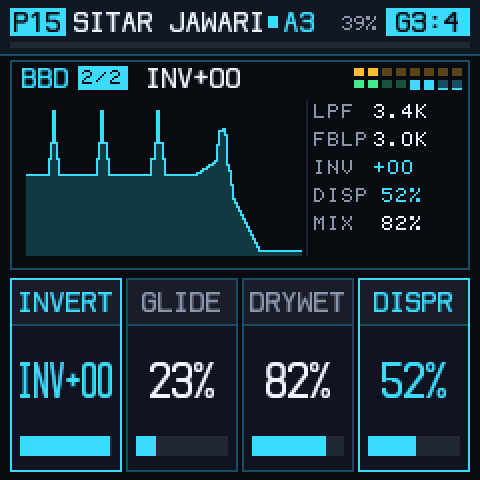 P15 SITAR JAWARI A3 39% G3:4
BBD 2/2 INV+00
LPF 3.4K
FBLP 3.0K
INV +00
DISP 52%
MIX 82%
INVERT GLIDE DRYWET DISPR
INV+00 23% 82% 52%